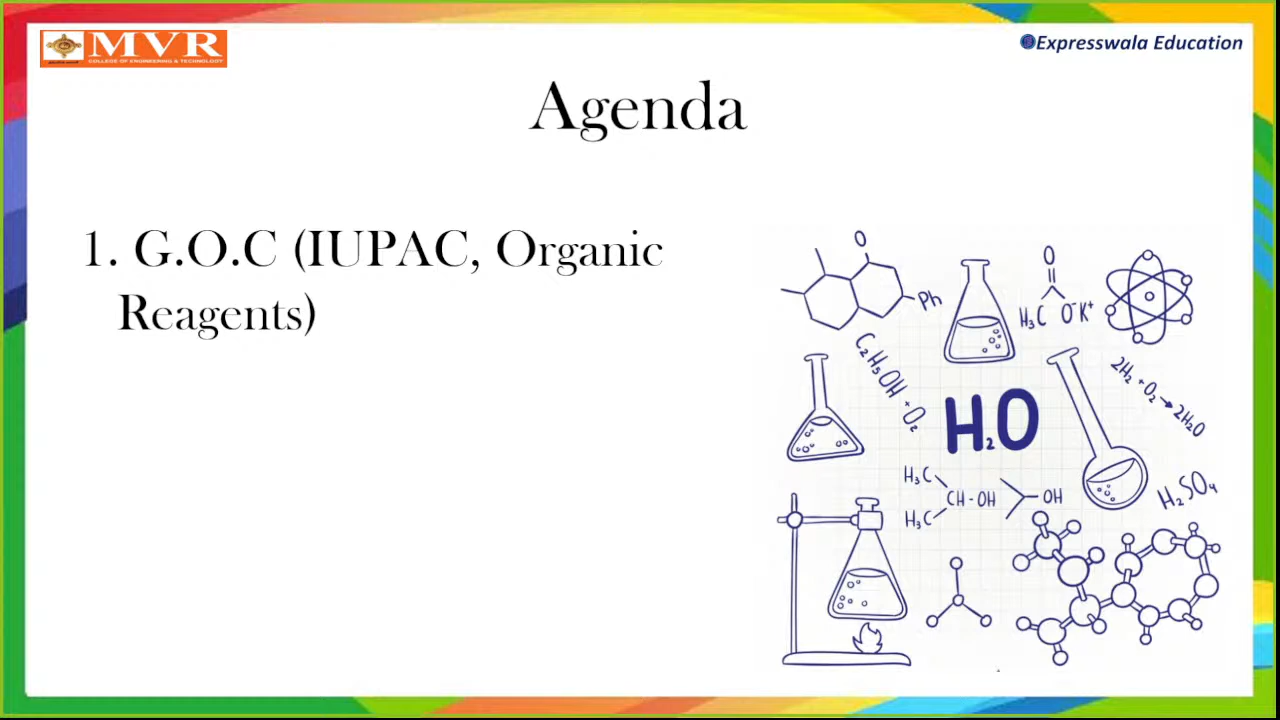 MVR
COLLEGE OF ENGINEERING & TECHNOLOGY
Expresswala Education
Agenda
1. G.O.C (IUPAC, Organic
Reagents)
O
Ph
O
H₃C O⁻K⁺
C₂H₅OH + O₂
2H₂ + O₂ → 2H₂O
H₂O
H₃C
CH - OH
OH
H₃C
H₂SO₄